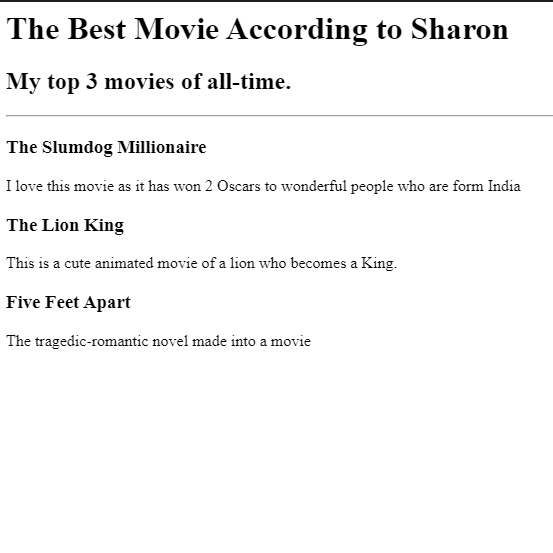 The Best Movie According to Sharon
My top 3 movies of all-time.
The Slumdog Millionaire
I love this movie as it has won 2 Oscars to wonderful people who are form India
The Lion King
This is a cute animated movie of a lion who becomes a King.
Five Feet Apart
The tragedic-romantic novel made into a movie